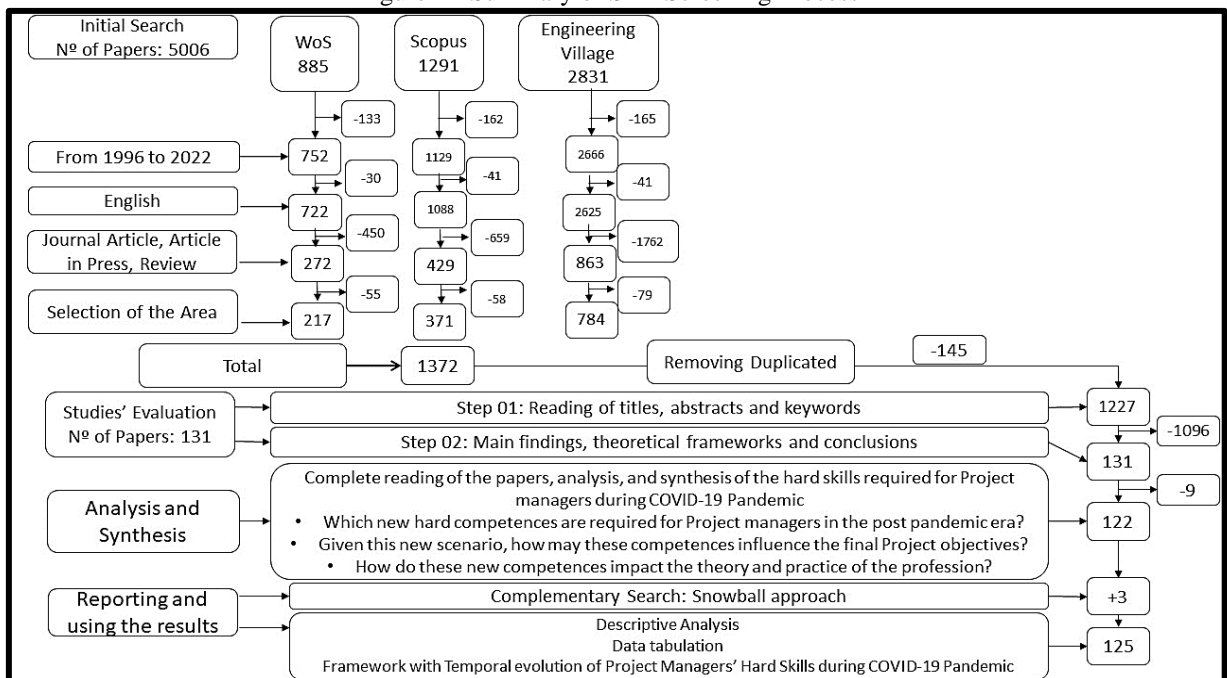 Initial Search
Nº of Papers: 5006
WoS
885
Scopus
1291
Engineering
Village
2831
-133
-162
-165
From 1996 to 2022
752
1129
2666
-30
-41
-41
English
722
1088
2625
-450
-659
-1762
Journal Article, Article
in Press, Review
272
429
863
-55
-58
-79
Selection of the Area
217
371
784
Total
1372
Removing Duplicated
-145
Studies' Evaluation
Nº of Papers: 131
Step 01: Reading of titles, abstracts and keywords
1227
-1096
Step 02: Main findings, theoretical frameworks and conclusions
131
-9
Analysis and
Synthesis
Complete reading of the papers, analysis, and synthesis of the hard skills required for Project
managers during COVID-19 Pandemic
• Which new hard competences are required for Project managers in the post pandemic era?
• Given this new scenario, how may these competences influence the final Project objectives?
• How do these new competences impact the theory and practice of the profession?
122
Reporting and
using the results
Complementary Search: Snowball approach
+3
Descriptive Analysis
Data tabulation
Framework with Temporal evolution of Project Managers' Hard Skills during COVID-19 Pandemic
125